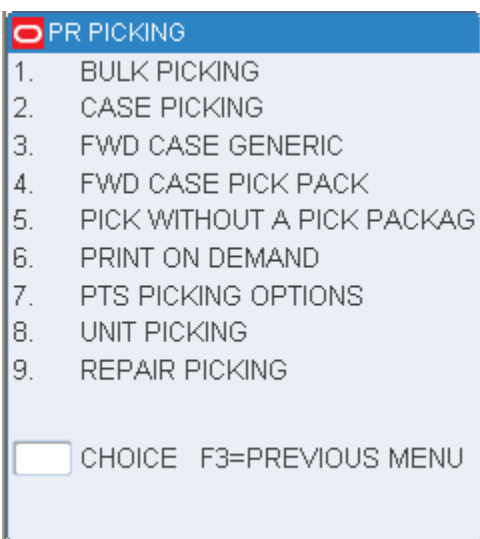 PR PICKING
1. BULK PICKING
2. CASE PICKING
3. FWD CASE GENERIC
4. FWD CASE PICK PACK
5. PICK WITHOUT A PICK PACKAG
6. PRINT ON DEMAND
7. PTS PICKING OPTIONS
8. UNIT PICKING
9. REPAIR PICKING
CHOICE F3=PREVIOUS MENU